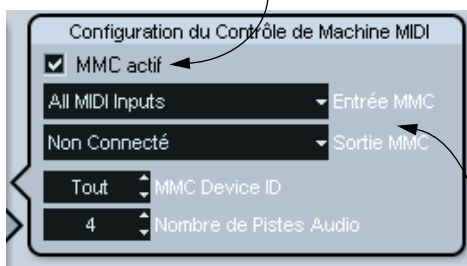 Configuration du Contrôle de Machine MIDI
MMC actif
All MIDI Inputs Entrée MMC
Non Connecté Sortie MMC
Tout MMC Device ID
4 Nombre de Pistes Audio